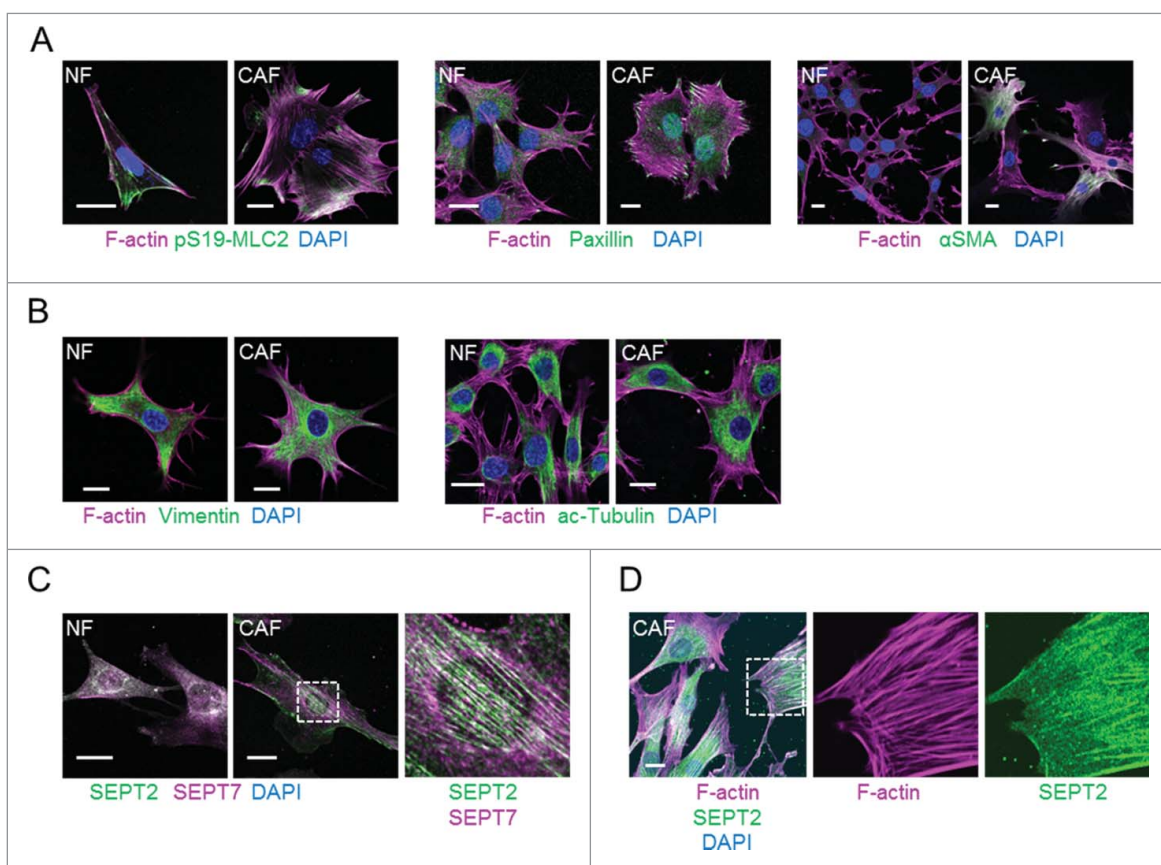 A
NF CAF NF CAF NF CAF
F-actin pS19-MLC2 DAPI F-actin Paxillin DAPI F-actin αSMA DAPI
B
NF CAF NF CAF
F-actin Vimentin DAPI F-actin ac-Tubulin DAPI
C
NF CAF
SEPT2 SEPT7 DAPI SEPT2
SEPT7
D
CAF
F-actin F-actin SEPT2
SEPT2
DAPI